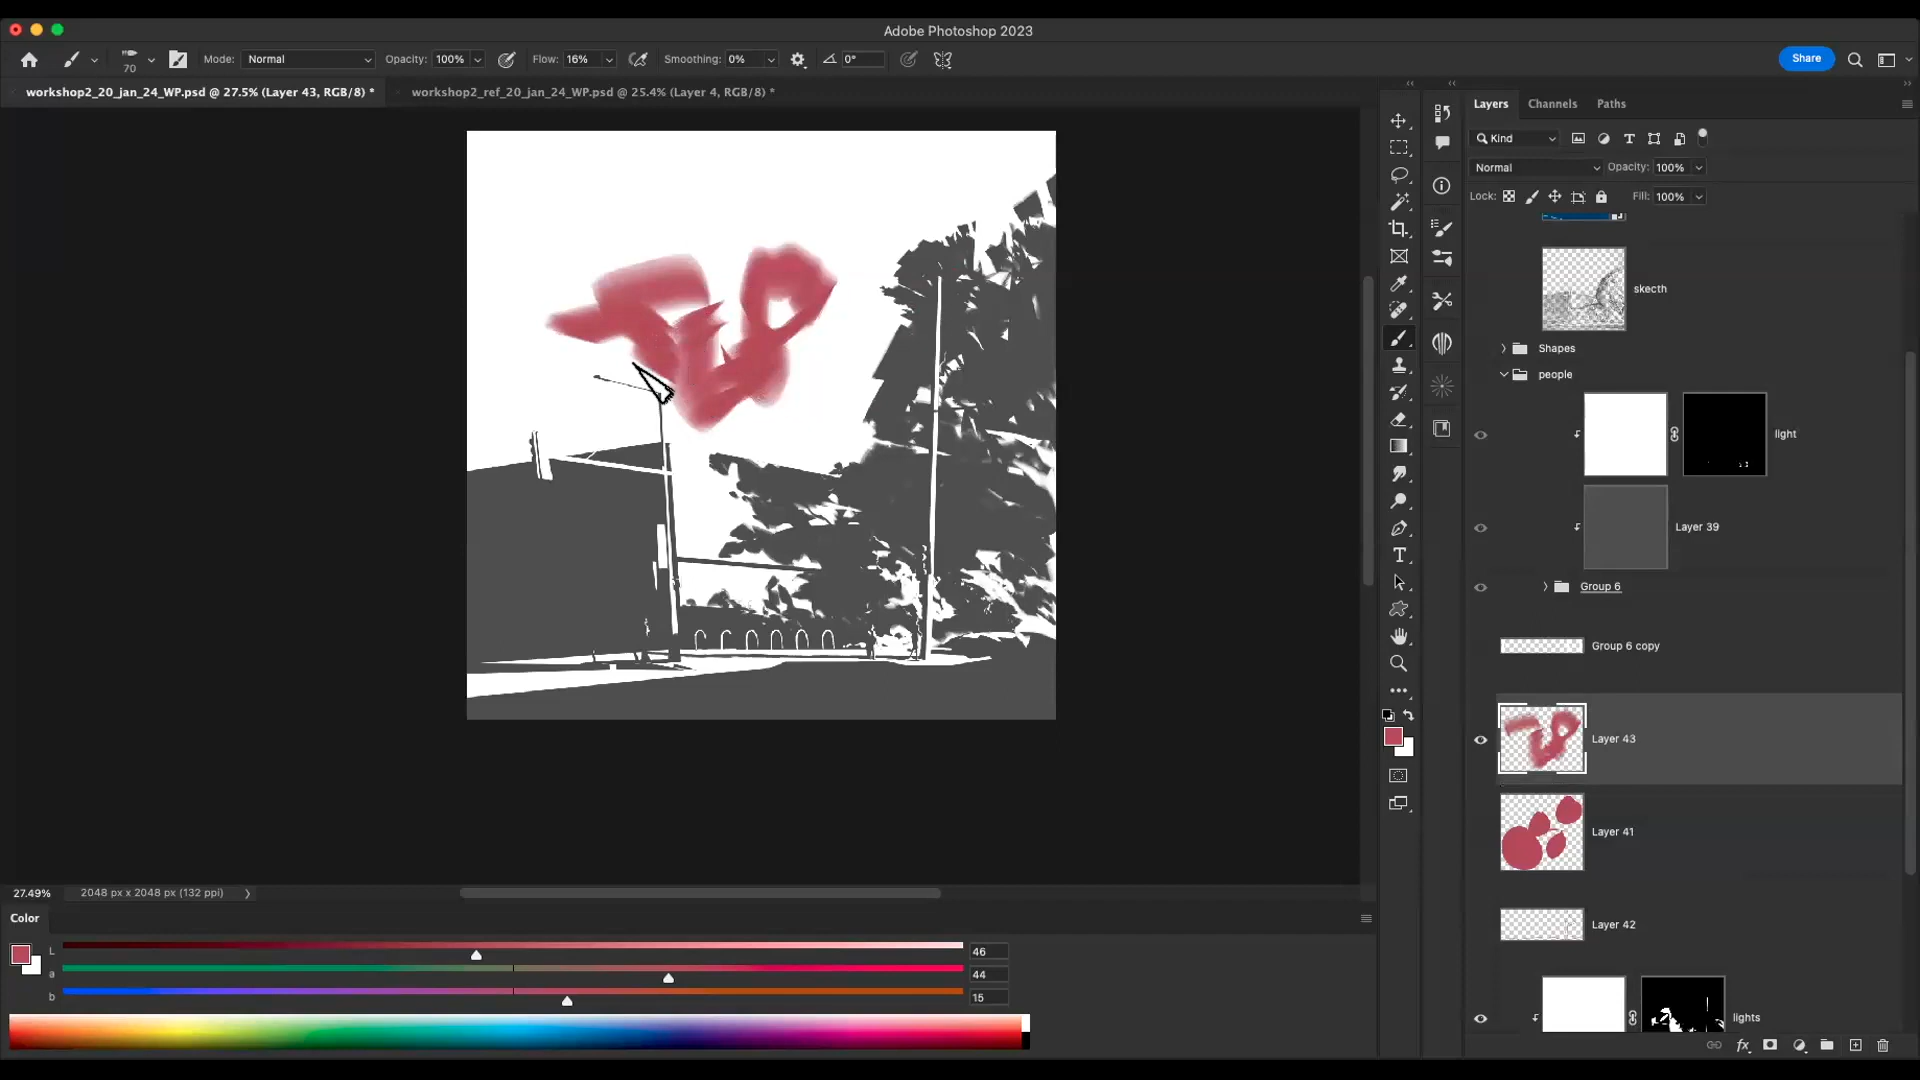 Adobe Photoshop 2023
70
Mode: Normal
Opacity: 100%
Flow: 16%
Smoothing: 0%
0°
Share
workshop2_20_jan_24_WP.psd @ 27.5% (Layer 43, RGB/8) *
workshop2_ref_20_jan_24_WP.psd @ 25.4% (Layer 4, RGB/8) *
Layers
Channels
Paths
Kind
Normal
Opacity: 100%
Lock:
Fill: 100%
skecth
Shapes
people
light
Layer 39
Group 6
Group 6 copy
Layer 43
Layer 41
Layer 42
lights
27.49%
2048 px x 2048 px (132 ppi)
Color
L
46
a
44
b
15